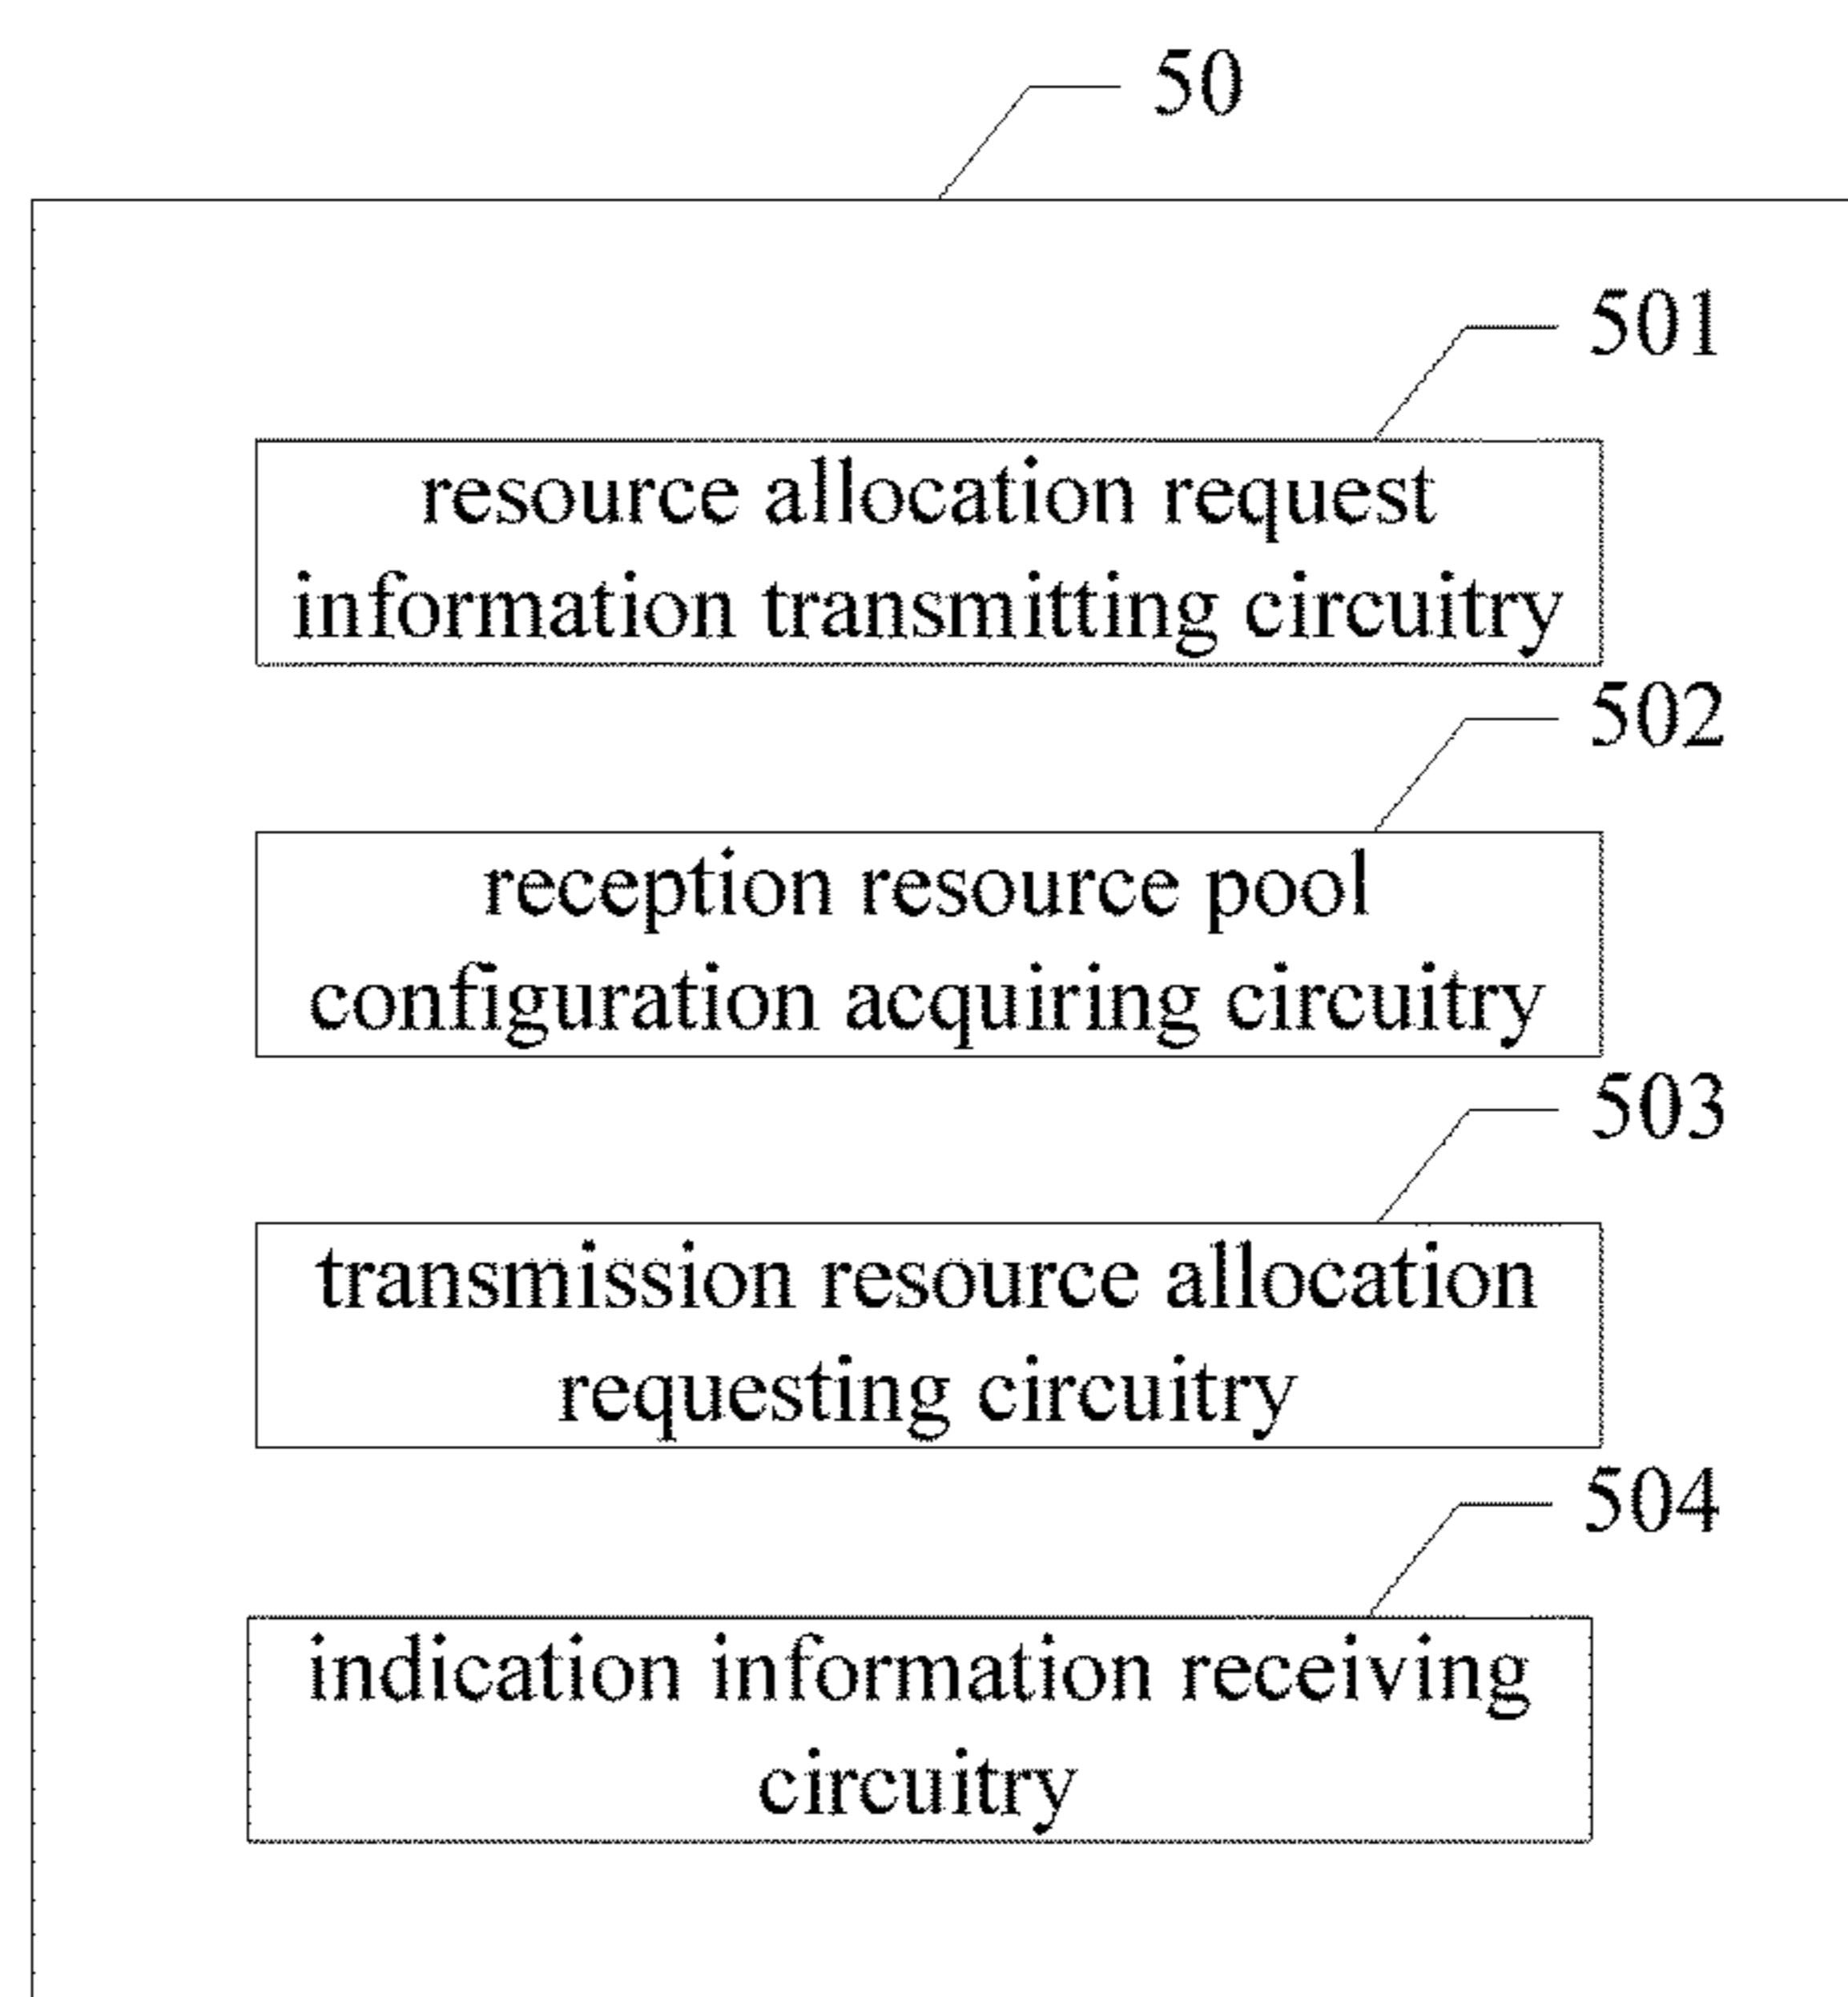 50
501
resource allocation request
information transmitting circuitry
502
reception resource pool
configuration acquiring circuitry
503
transmission resource allocation
requesting circuitry
504
indication information receiving
circuitry